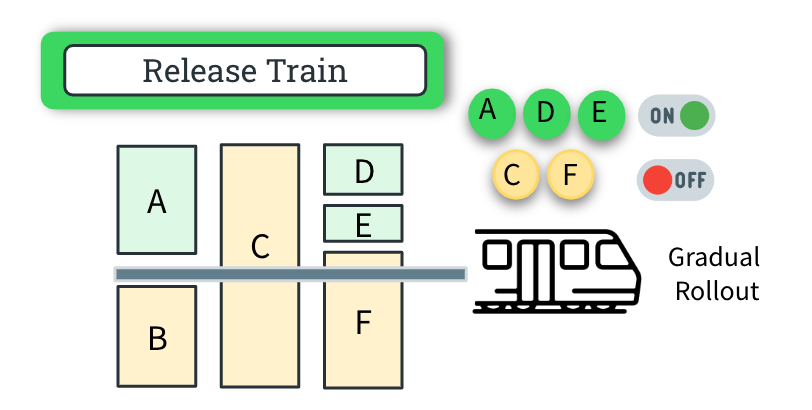 Release Train
A D E ON
C F OFF
A
B
C
D
E
F
Gradual
Rollout